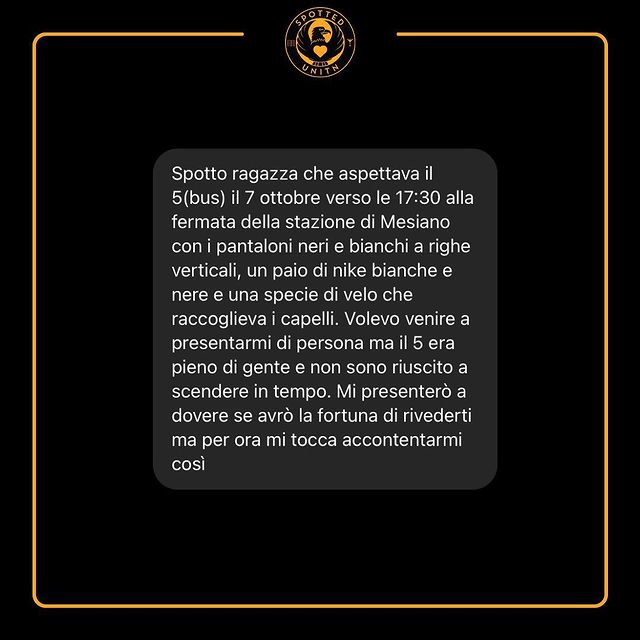 SPOTTED
UNITN
Spotto ragazza che aspettava il
5(bus) il 7 ottobre verso le 17:30 alla
fermata della stazione di Mesiano
con i pantaloni neri e bianchi a righe
verticali, un paio di nike bianche e
nere e una specie di velo che
raccoglieva i capelli. Volevo venire a
presentarmi di persona ma il 5 era
pieno di gente e non sono riuscito a
scendere in tempo. Mi presenterò a
dovere se avrò la fortuna di rivederti
ma per ora mi tocca accontentarmi
così